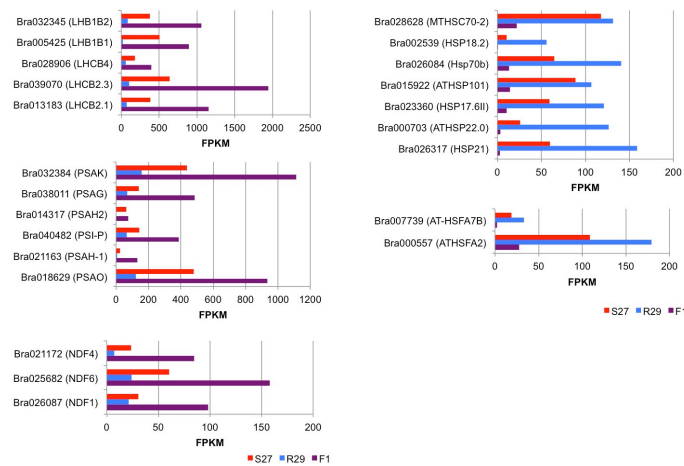 Bra032345 (LHB1B2)
Bra005425 (LHB1B1)
Bra028906 (LHCB4)
Bra039070 (LHCB2.3)
Bra013183 (LHCB2.1)
0 500 1000 1500 2000 2500
FPKM
Bra032384 (PSAK)
Bra038011 (PSAG)
Bra014317 (PSAH2)
Bra040482 (PSI-P)
Bra021163 (PSAH-1)
Bra018629 (PSAO)
0 200 400 600 800 1000 1200
FPKM
Bra021172 (NDF4)
Bra025682 (NDF6)
Bra026087 (NDF1)
0 50 100 150 200
FPKM
S27 R29 F1
Bra028628 (MTHSC70-2)
Bra002539 (HSP18.2)
Bra026084 (Hsp70b)
Bra015922 (ATHSP101)
Bra023360 (HSP17.6II)
Bra000703 (ATHSP22.0)
Bra026317 (HSP21)
0 50 100 150 200
FPKM
Bra007739 (AT-HSFA7B)
Bra000557 (ATHSFA2)
0 50 100 150 200
FPKM
S27 R29 F1